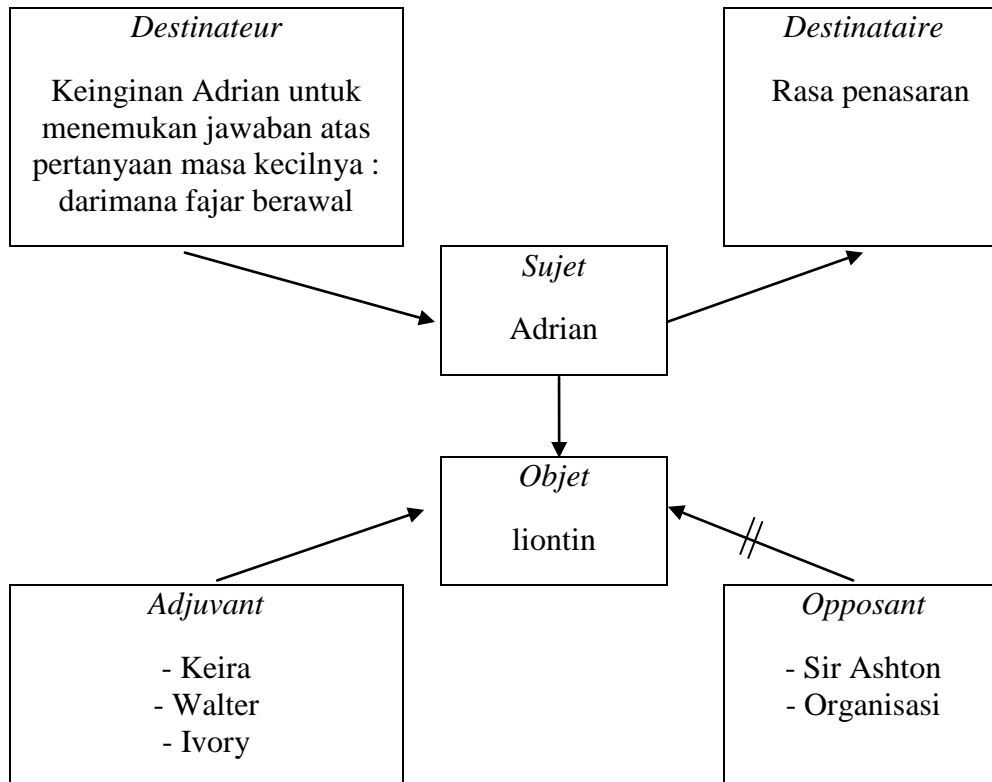 Destinateur
Keinginan Adrian untuk
menemukan jawaban atas
pertanyaan masa kecilnya :
darimana fajar berawal
Destinataire
Rasa penasaran
Sujet
Adrian
Objet
liontin
Adjuvant
- Keira
- Walter
- Ivory
Opposant
- Sir Ashton
- Organisasi